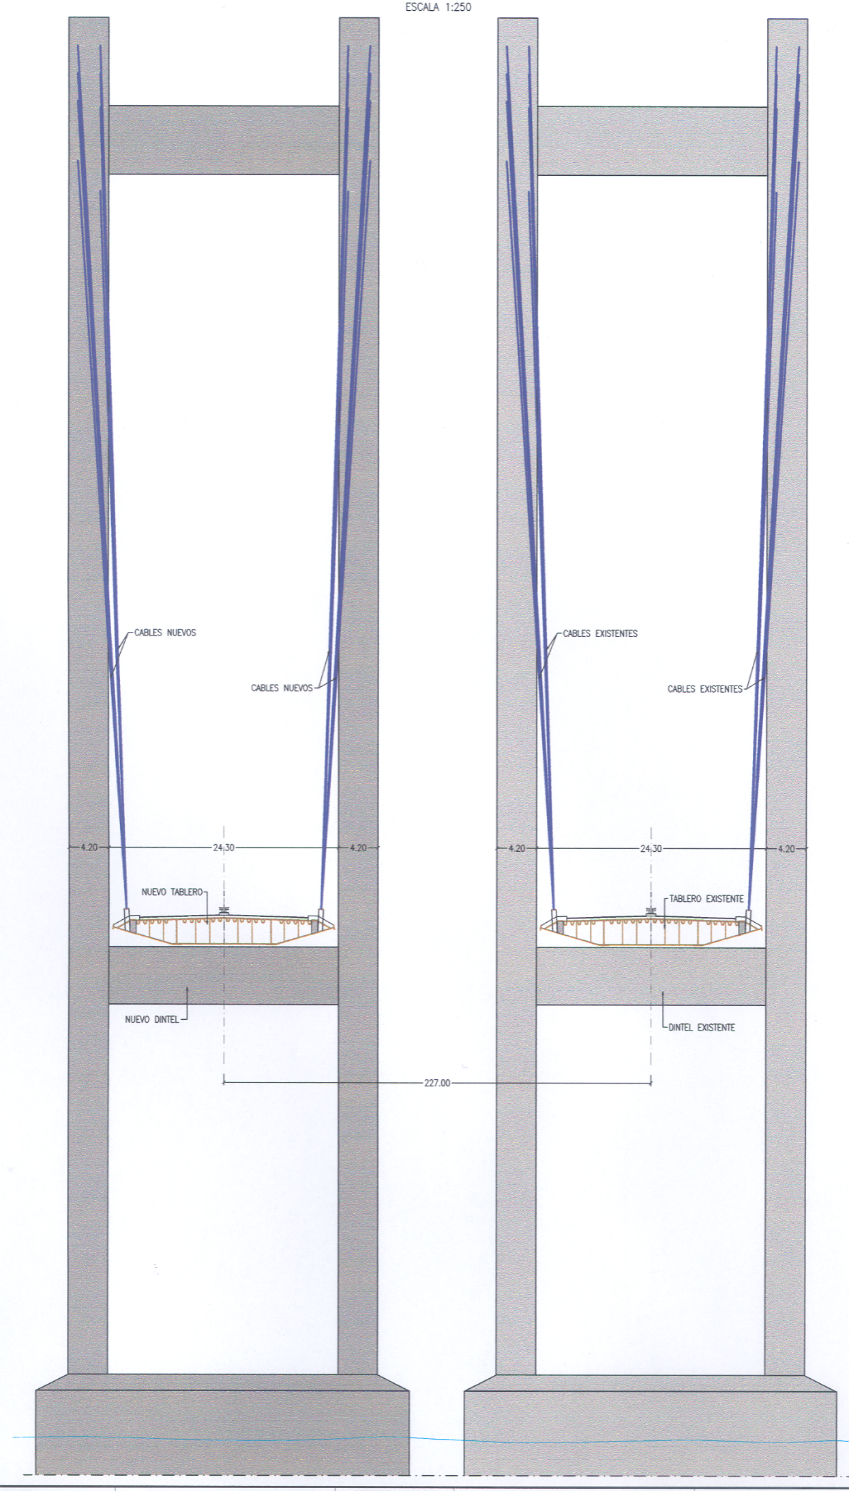 ESCALA 1:250
CABLES NUEVOS
CABLES EXISTENTES
CABLES NUEVOS
CABLES EXISTENTES
4.20
24.30
4.20
4.20
24.30
4.20
NUEVO TABLERO
TABLERO EXISTENTE
NUEVO DINTEL
DINTEL EXISTENTE
227.00